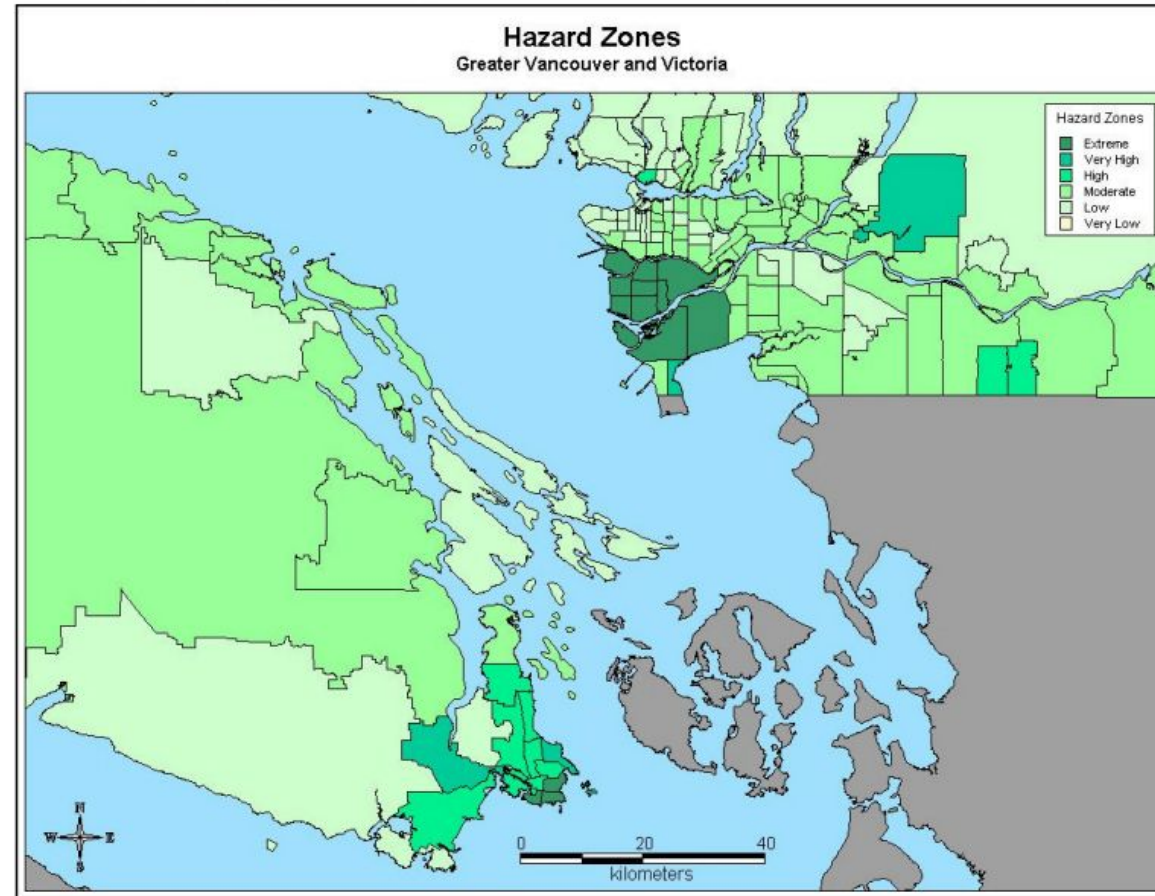 Hazard Zones
Greater Vancouver and Victoria
Hazard Zones
Extreme
Very High
High
Moderate
Low
Very Low
N
W E
S
0 20 40
kilometers